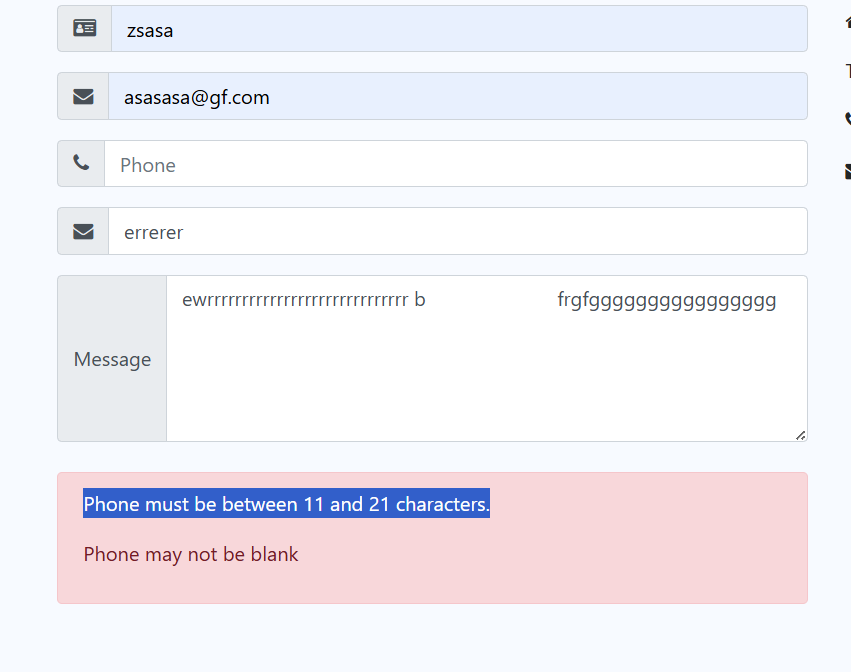 zsasa
asasasa@gf.com
Phone
errerer
ewrrrrrrrrrrrrrrrrrrrrrrrrrrrrr b frgfgggggggggggggggg
Message
Phone must be between 11 and 21 characters.
Phone may not be blank